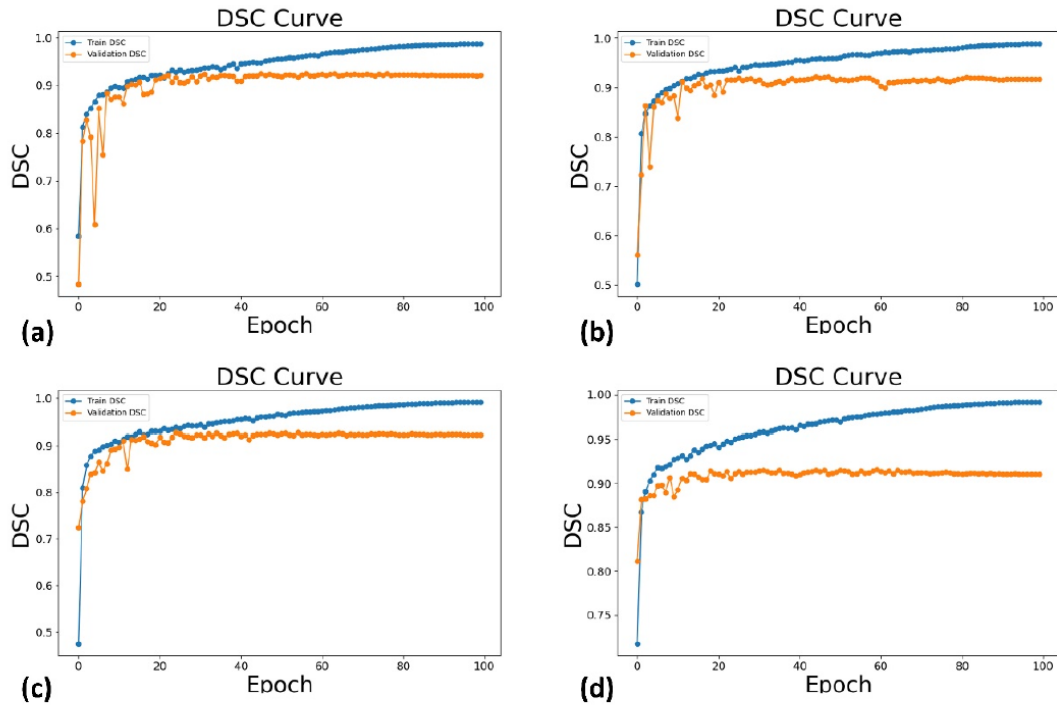 DSC Curve
1.0
0.9
0.8
0.7
0.6
0.5
DSC
Train DSC
Validation DSC
0
20
40
60
80
100
Epoch
(a)
DSC Curve
1.0
0.9
0.8
0.7
0.6
0.5
DSC
Train DSC
Validation DSC
0
20
40
60
80
100
Epoch
(b)
DSC Curve
1.0
0.9
0.8
0.7
0.6
0.5
DSC
Train DSC
Validation DSC
0
20
40
60
80
100
Epoch
(c)
DSC Curve
1.00
0.95
0.90
0.85
0.80
0.75
DSC
Train DSC
Validation DSC
0
20
40
60
80
100
Epoch
(d)